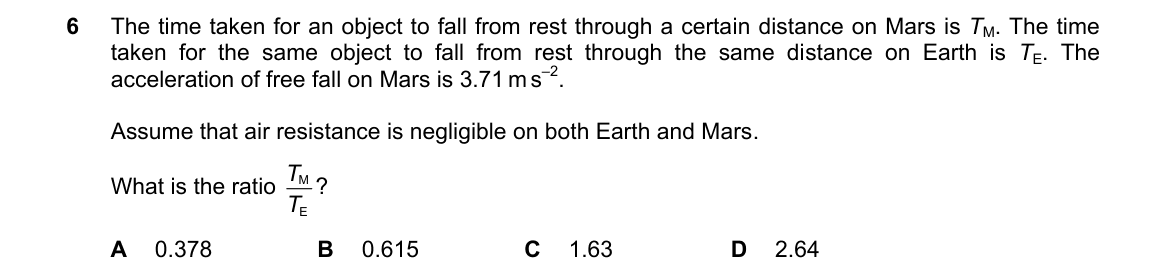 6 The time taken for an object to fall from rest through a certain distance on Mars is T_M. The time
taken for the same object to fall from rest through the same distance on Earth is T_E. The
acceleration of free fall on Mars is 3.71 m s⁻².
Assume that air resistance is negligible on both Earth and Mars.
What is the ratio T_M/T_E?
A 0.378 B 0.615 C 1.63 D 2.64